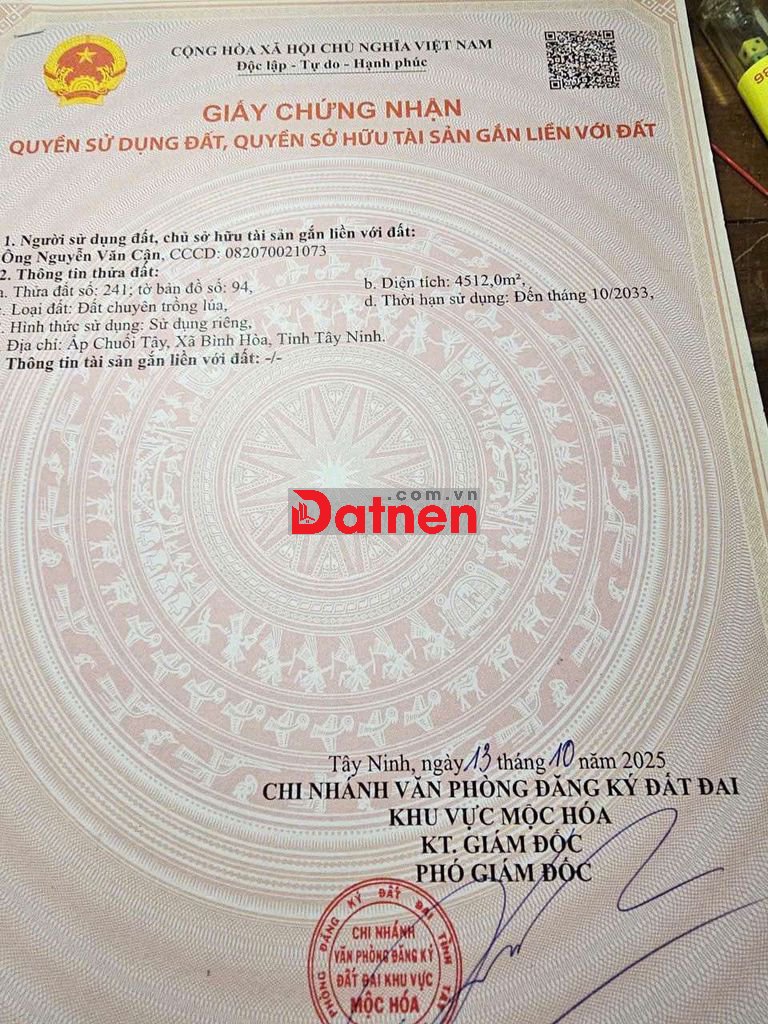 CỘNG HÒA XÃ HỘI CHỦ NGHĨA VIỆT NAM
Độc lập - Tự do - Hạnh phúc
GIẤY CHỨNG NHẬN
QUYỀN SỬ DỤNG ĐẤT, QUYỀN SỞ HỮU TÀI SẢN GẮN LIỀN VỚI ĐẤT
1. Người sử dụng đất, chủ sở hữu tài sản gắn liền với đất:
Ông Nguyễn Văn Cận, CCCD: 082070021073
2. Thông tin thửa đất:
a. Thửa đất số: 241; tờ bản đồ số: 94, b. Diện tích: 4512,0m²,
. Loại đất: Đất chuyên trồng lúa, d. Thời hạn sử dụng: Đến tháng 10/2033,
. Hình thức sử dụng: Sử dụng riêng,
Địa chỉ: Ấp Chuối Tây, Xã Bình Hòa, Tỉnh Tây Ninh.
Thông tin tài sản gắn liền với đất: -/-
.com.vn
Datnen
Tây Ninh, ngày 13 tháng 10 năm 2025
CHI NHÁNH VĂN PHÒNG ĐĂNG KÝ ĐẤT ĐAI
KHU VỰC MỘC HÓA
KT. GIÁM ĐỐC
PHÓ GIÁM ĐỐC
PHÒNG ĐĂNG KÝ ĐẤT ĐAI TỈNH TÂY
CHI NHÁNH
VĂN PHÒNG ĐĂNG KÝ
ĐẤT ĐAI KHU VỰC
MỘC HÓA